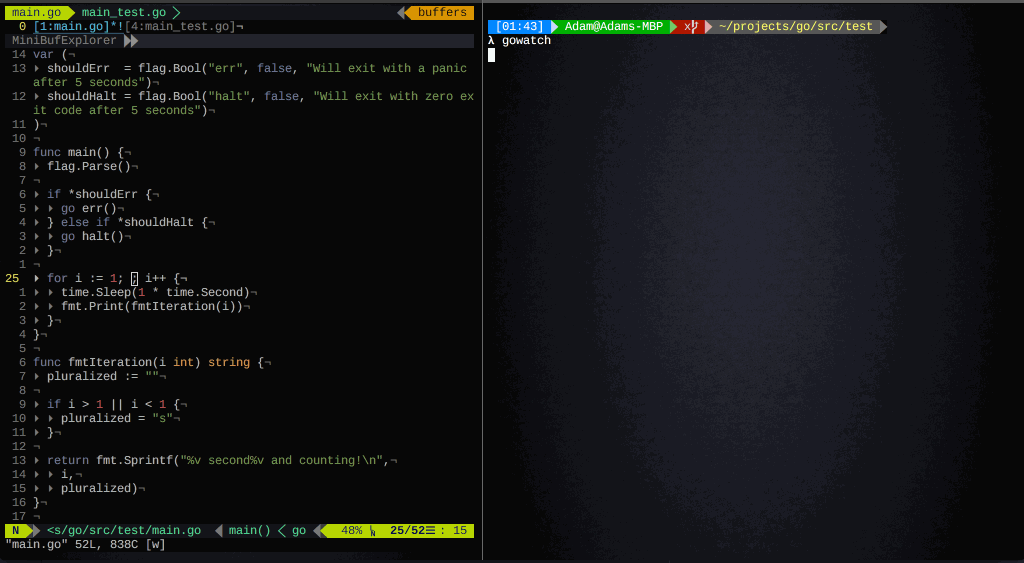 main.go main_test.go buffers
0 [1:main.go]*![4:main_test.go]¬
MiniBufExplorer
14 var (¬
13 ▸ shouldErr  = flag.Bool("err", false, "Will exit with a panic
after 5 seconds")¬
12 ▸ shouldHalt = flag.Bool("halt", false, "Will exit with zero ex
it code after 5 seconds")¬
11 )¬
10 ¬
9 func main() {¬
8 ▸ flag.Parse()¬
7 ¬
6 ▸ if *shouldErr {¬
5 ▸ ▸ go err()¬
4 ▸ } else if *shouldHalt {¬
3 ▸ ▸ go halt()¬
2 ▸ }¬
1 ¬
25 ▸ for i := 1; ; i++ {¬
1 ▸ ▸ time.Sleep(1 * time.Second)¬
2 ▸ ▸ fmt.Print(fmtIteration(i))¬
3 ▸ }¬
4 }¬
5 ¬
6 func fmtIteration(i int) string {¬
7 ▸ pluralized := ""¬
8 ¬
9 ▸ if i > 1 || i < 1 {¬
10 ▸ ▸ pluralized = "s"¬
11 ▸ }¬
12 ¬
13 ▸ return fmt.Sprintf("%v second%v and counting!\n",¬
14 ▸ ▸ i,¬
15 ▸ ▸ pluralized)¬
16 }¬
17 ¬
N <s/go/src/test/main.go main() < go 48% 25/52☰: 15
"main.go" 52L, 838C [w]
[01:43] Adam@Adams-MBP x ~/projects/go/src/test
λ gowatch